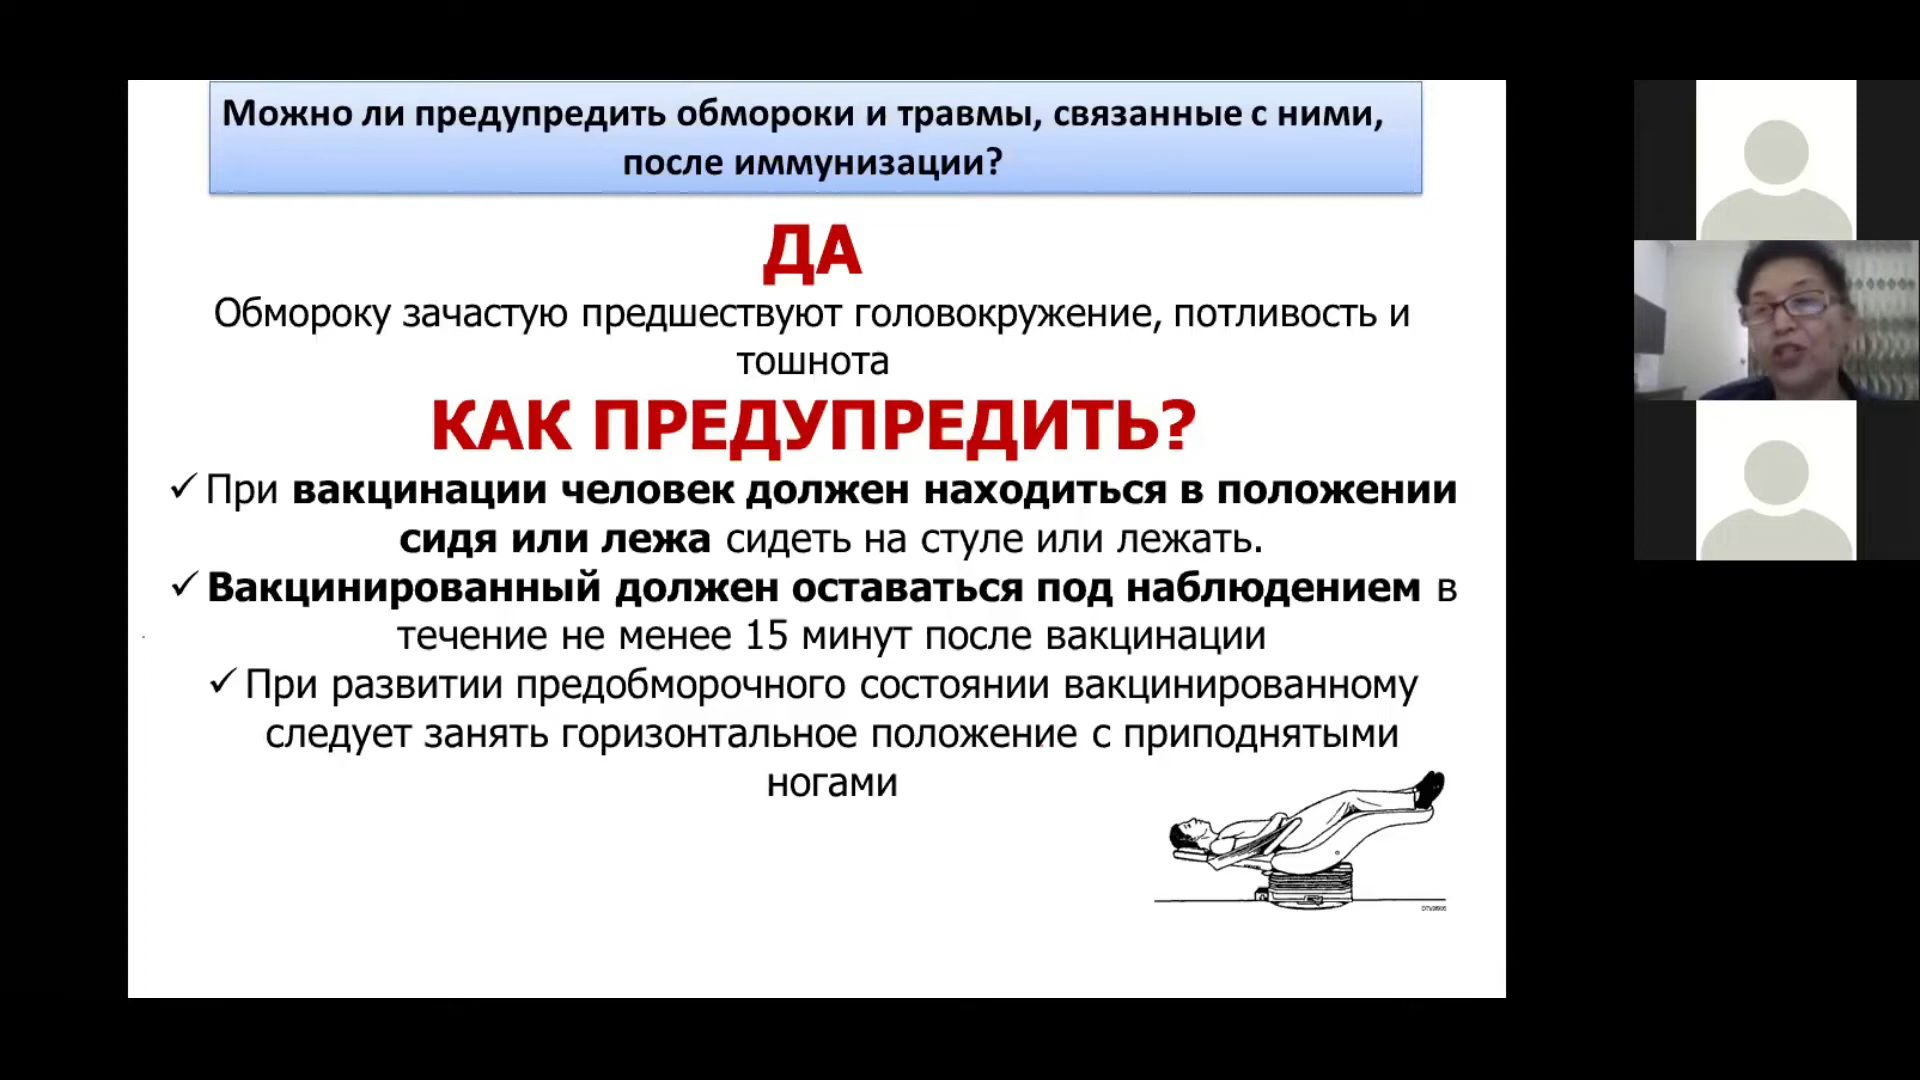 Можно ли предупредить обмороки и травмы, связанные с ними,
после иммунизации?
ДА
Обмороку зачастую предшествуют головокружение, потливость и
тошнота
КАК ПРЕДУПРЕДИТЬ?
✓ При вакцинации человек должен находиться в положении
сидя или лежа сидеть на стуле или лежать.
✓ Вакцинированный должен оставаться под наблюдением в
течение не менее 15 минут после вакцинации
✓ При развитии предобморочного состоянии вакцинированному
следует занять горизонтальное положение с приподнятыми
ногами